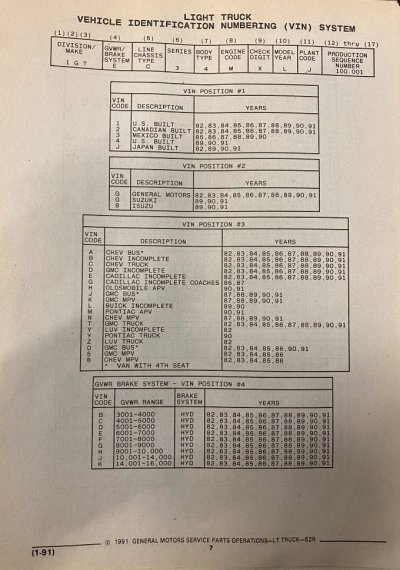 LIGHT TRUCK
VEHICLE IDENTIFICATION NUMBERING (VIN) SYSTEM
(1)(2)(3) (4) (5) (6) (7) (8) (9) (10) (11) (12) thru (17)
DIVISION/ MAKE GVWR/ BRAKE SYSTEM LINE CHASSIS TYPE SERIES BODY TYPE ENGINE CODE CHECK DIGIT MODEL YEAR PLANT CODE PRODUCTION SEQUENCE NUMBER
1 G T E C 3 4 M X L J 100,001
VIN POSITION #1
VIN CODE DESCRIPTION YEARS
1 U.S. BUILT 82,83,84,85,86,87,88,89,90,91
2 CANADIAN BUILT 82,83,84,85,86,87,88,89,90,91
3 MEXICO BUILT 85,86,87,88,89,90
4 U.S. BUILT 89,90,91
J JAPAN BUILT 82,89,90,91
VIN POSITION #2
VIN CODE DESCRIPTION YEARS
G GENERAL MOTORS 82,83,84,85,86,87,88,89,90,91
G SUZUKI 89,90,91
8 ISUZU 89,90,91
VIN POSITION #3
VIN CODE DESCRIPTION YEARS
A CHEV BUS* 82,83,84,85,86,87,88,89,90,91
B CHEV INCOMPLETE 82,83,84,85,86,87,88,89,90,91
C CHEV TRUCK 82,83,84,85,86,87,88,89,90,91
D GMC INCOMPLETE 82,83,84,85,86,87,88,89,90,91
E CADILLAC INCOMPLETE 82,83,84,85,86,87,88,89,90,91
G CADILLAC INCOMPLETE COACHES 86,87
H OLDSMOBILE APV 90,91
J GMC BUS* 87,88,89,90,91
K GMC MPV 87,88,89,90,91
L BUICK INCOMPLETE 89,90
M PONTIAC APV 90,91
N CHEV MPV 87,88,89,90,91
T GMC TRUCK 82,83,84,85,86,87,88,89,90,91
Y LUV INCOMPLETE 82
Y PONTIAC TRUCK 90
Z LUV TRUCK 82
0 GMC BUS* 82,83,84,85,86,90,91
5 GMC MPV 82,83,84,85,86
8 CHEV MPV 82,83,84,85,86
* VAN WITH 4TH SEAT
GVWR BRAKE SYSTEM - VIN POSITION #4
VIN CODE GVWR RANGE BRAKE SYSTEM YEARS
B 3001-4000 HYD 82,83,84,85,86,87,88,89,90,91
C 4001-5000 HYD 82,83,84,85,86,87,88,89,90,91
D 5001-6000 HYD 82,83,84,85,86,87,88,89,90,91
E 6001-7000 HYD 82,83,84,85,86,87,88,89,90,91
F 7001-8000 HYD 82,83,84,85,86,87,88,89,90,91
G 8001-9000 HYD 82,83,84,85,86,87,88,89,90,91
H 9001-10,000 HYD 82,83,84,85,86,87,88,89,90,91
J 10,001-14,000 HYD 82,83,84,85,86,87,88,89,90,91
K 14,001-16,000 HYD 82,83,84,85,86,87,88,89,90,91
© 1991 GENERAL MOTORS SERVICE PARTS OPERATIONS—LT TRUCK—52R
(1-91) 7